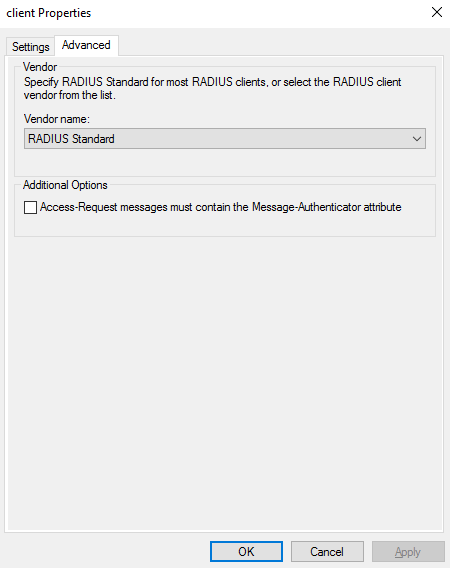 client Properties
Settings
Advanced
Vendor
Specify RADIUS Standard for most RADIUS clients, or select the RADIUS client
vendor from the list.
Vendor name:
RADIUS Standard
Additional Options
Access-Request messages must contain the Message-Authenticator attribute
OK
Cancel
Apply